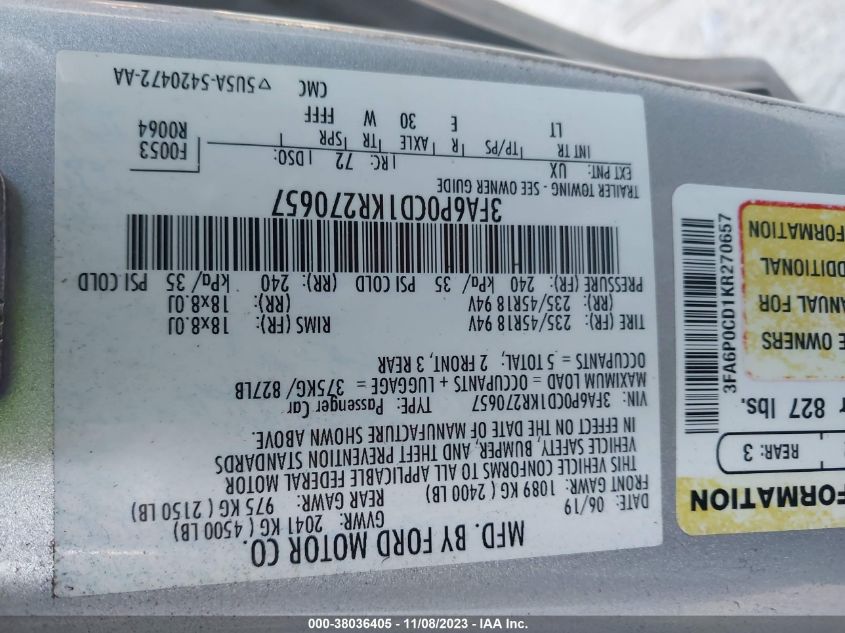 MFD. BY FORD MOTOR CO.
DATE: 06/19 GVWR: 2041 KG ( 4500 LB)
FRONT GAWR: 1089 KG ( 2400 LB) REAR GAWR: 975 KG ( 2150 LB)
THIS VEHICLE CONFORMS TO ALL APPLICABLE FEDERAL MOTOR
VEHICLE SAFETY, BUMPER, AND THEFT PREVENTION STANDARDS
IN EFFECT ON THE DATE OF MANUFACTURE SHOWN ABOVE.
VIN: 3FA6P0CD1KR270657 TYPE: Passenger Car
MAXIMUM LOAD = OCCUPANTS + LUGGAGE = 375KG/ 827LB
OCCUPANTS = 5 TOTAL; 2 FRONT, 3 REAR
TIRE (FR): 235/45R18 94V RIMS (FR): 18x8.0J
(RR): 235/45R18 94V (RR): 18x8.0J
PRESSURE (FR): 240 kPa/ 35 PSI COLD (RR): 240 kPa/ 35 PSI COLD
3FA6P0CD1KR270657
TRAILER TOWING - SEE OWNER GUIDE
EXT PNT: UX RC: 72 DSO: F0053
INT TR TP/PS R AXLE TR SPR R0064
LT E 30 W FFFF
CMC ▽5U5A-5420472-AA
FORMATION
REAR: 3
827 lbs.
OWNERS
MANUAL FOR
FORMATION
3FA6P0CD1KR270657
000-38036405 - 11/08/2023 - IAA Inc.